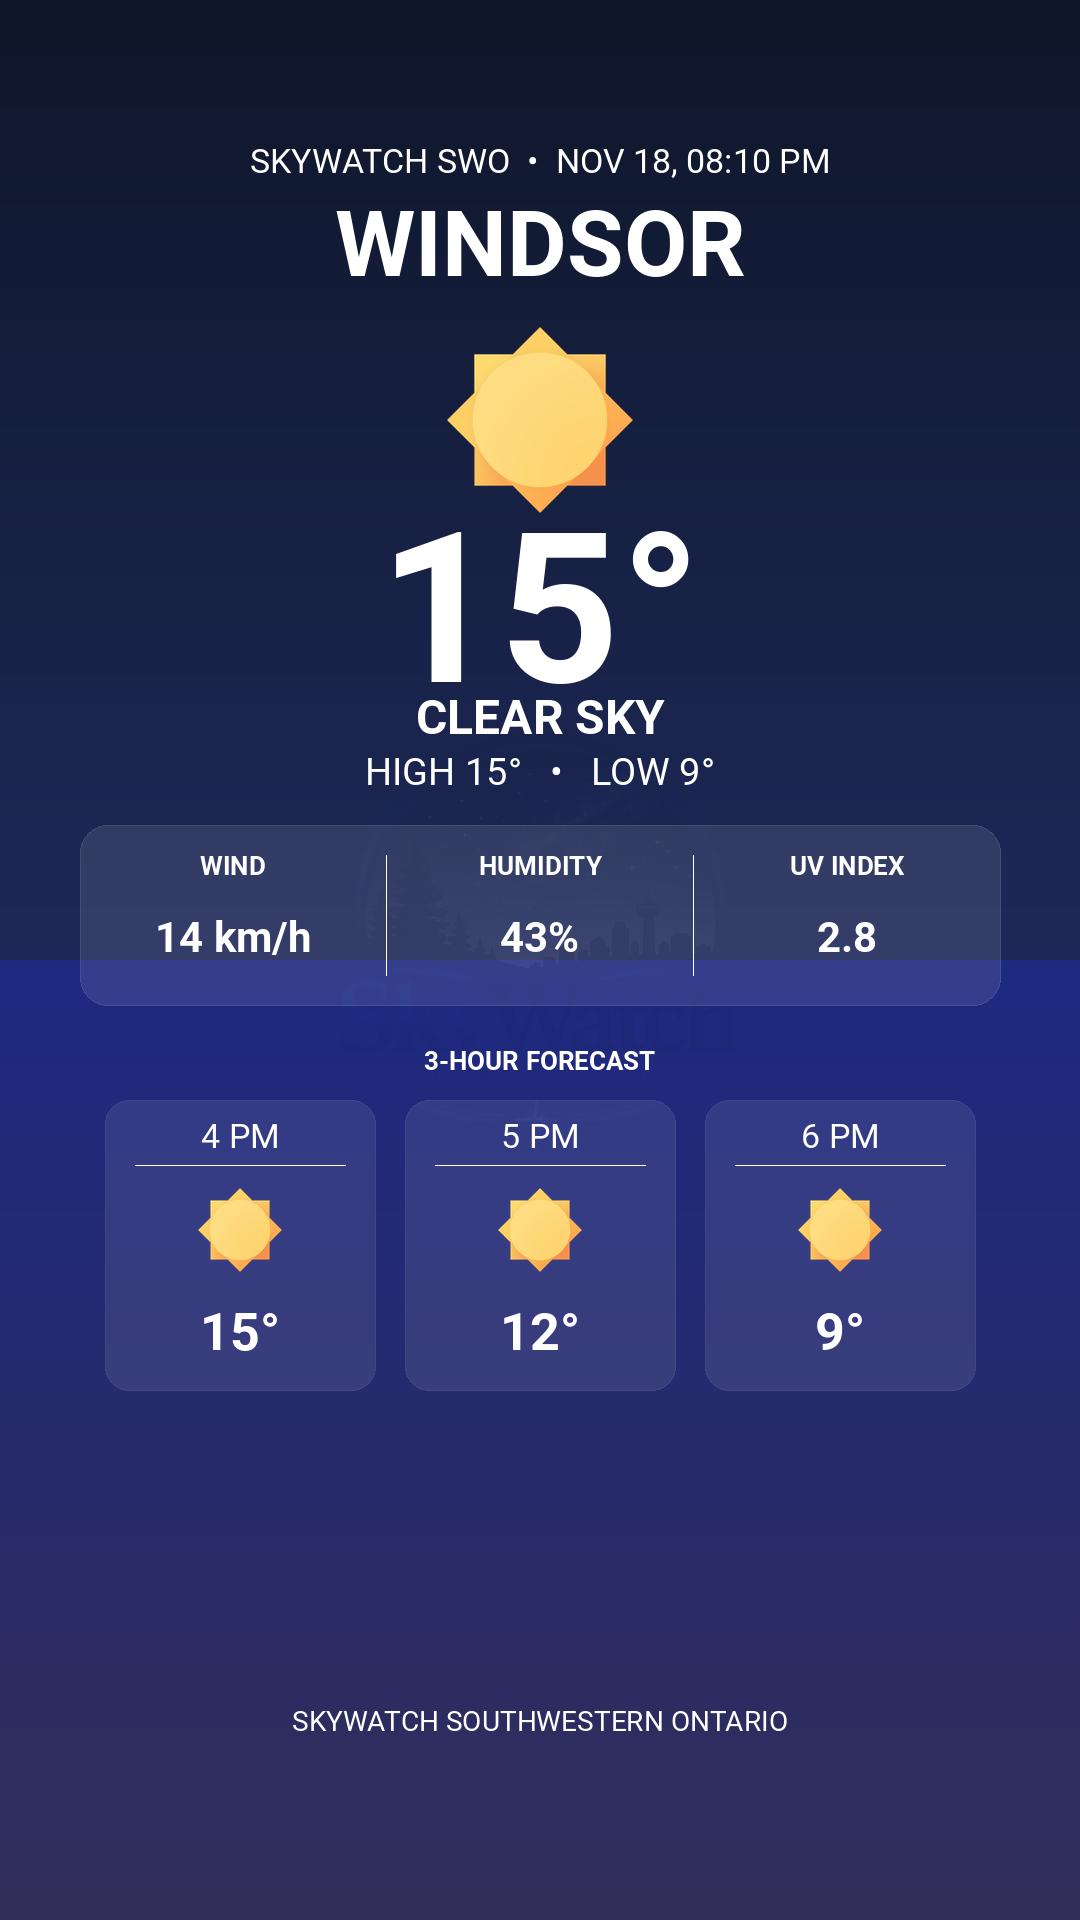 SKYWATCH SWO • NOV 18, 08:10 PM
WINDSOR
15°
CLEAR SKY
HIGH 15° • LOW 9°
WIND HUMIDITY UV INDEX
14 km/h 43% 2.8
SkyWatch
3-HOUR FORECAST
4 PM 5 PM 6 PM
15° 12° 9°
SKYWATCH SOUTHWESTERN ONTARIO